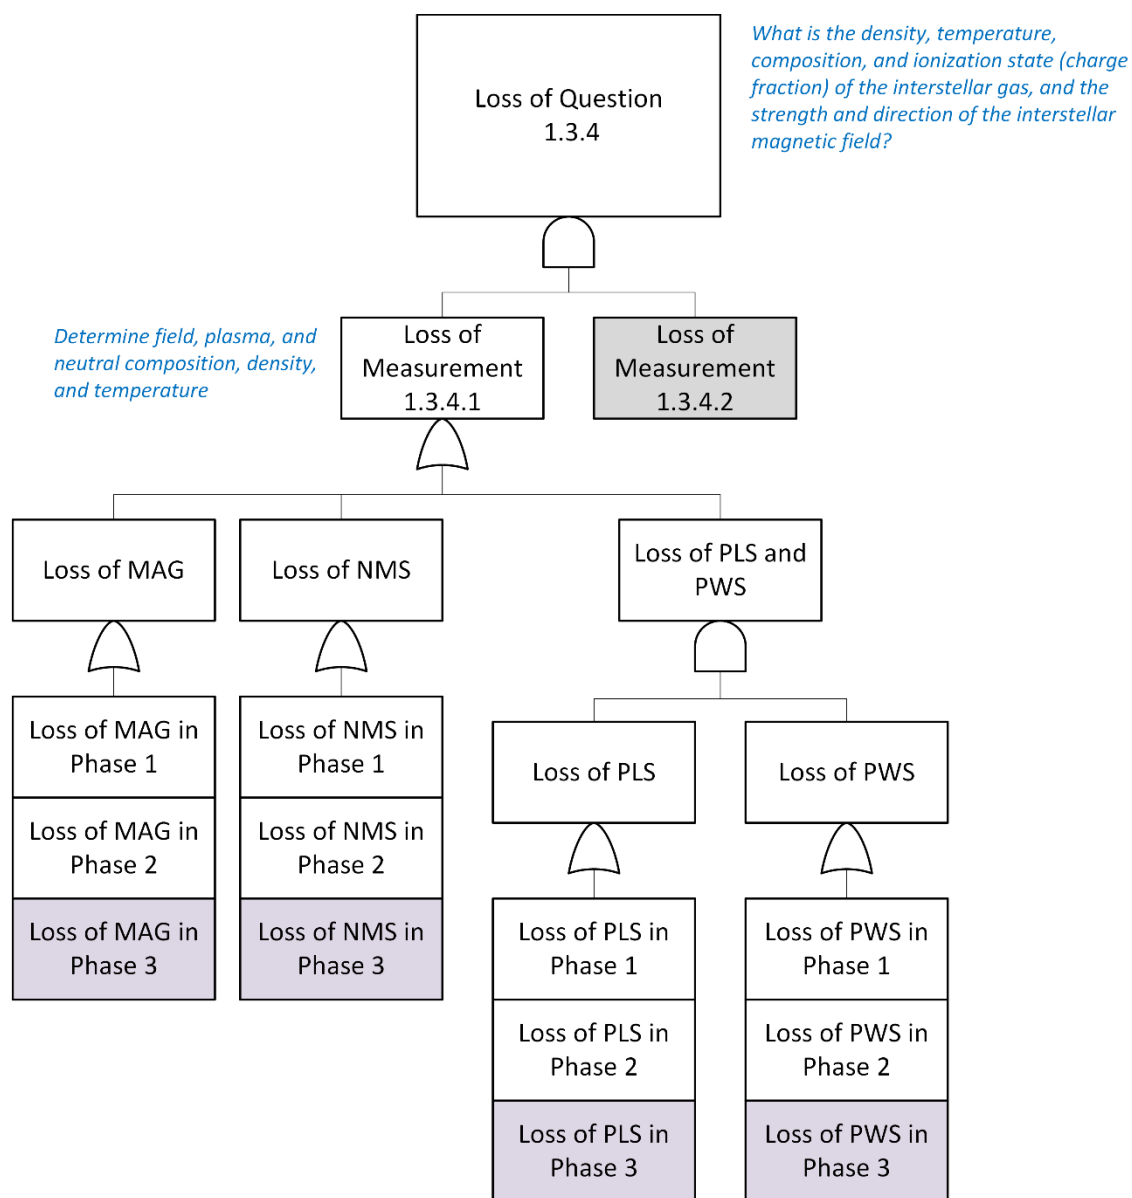 Loss of Question
1.3.4
What is the density, temperature,
composition, and ionization state (charge
fraction) of the interstellar gas, and the
strength and direction of the interstellar
magnetic field?
Determine field, plasma, and
neutral composition, density,
and temperature
Loss of
Measurement
1.3.4.1
Loss of
Measurement
1.3.4.2
Loss of MAG
Loss of NMS
Loss of PLS and
PWS
Loss of MAG in
Phase 1
Loss of MAG in
Phase 2
Loss of MAG in
Phase 3
Loss of NMS in
Phase 1
Loss of NMS in
Phase 2
Loss of NMS in
Phase 3
Loss of PLS
Loss of PWS
Loss of PLS in
Phase 1
Loss of PLS in
Phase 2
Loss of PLS in
Phase 3
Loss of PWS in
Phase 1
Loss of PWS in
Phase 2
Loss of PWS in
Phase 3